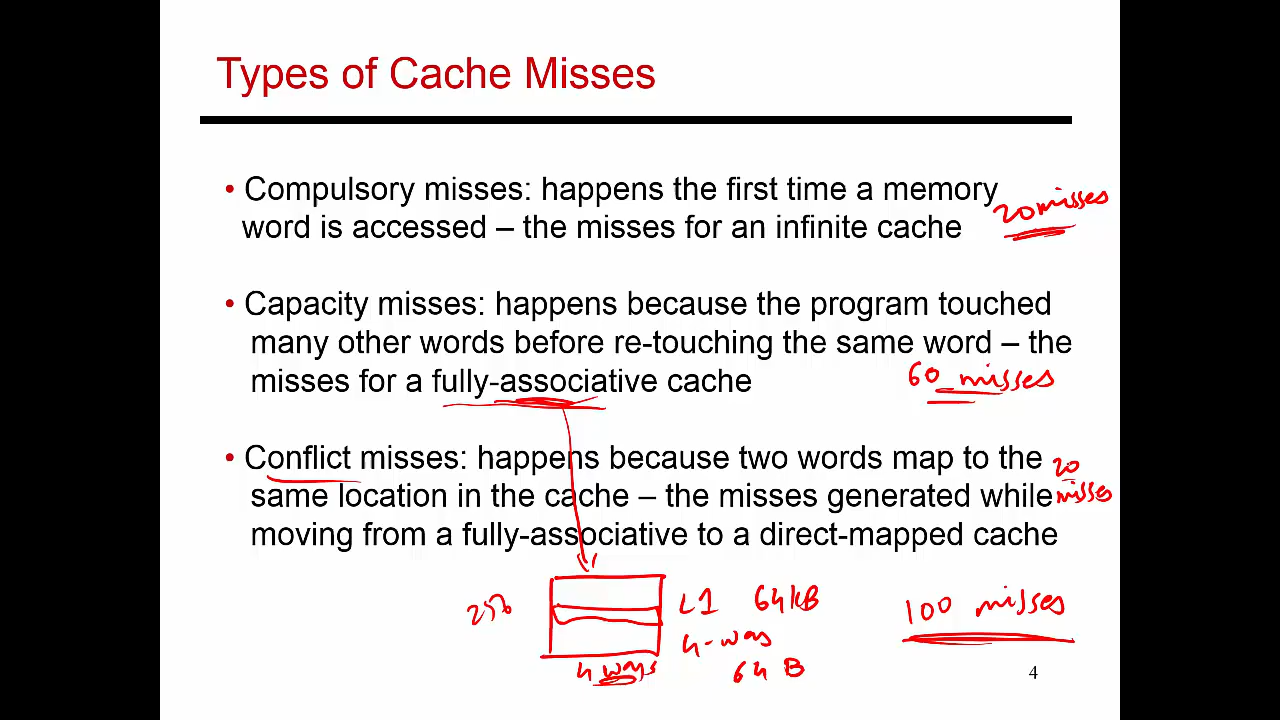 Types of Cache Misses
• Compulsory misses: happens the first time a memory
word is accessed – the misses for an infinite cache
20 misses
• Capacity misses: happens because the program touched
many other words before re-touching the same word – the
misses for a fully-associative cache
60 misses
• Conflict misses: happens because two words map to the
same location in the cache – the misses generated while
moving from a fully-associative to a direct-mapped cache
20
misses
L1 64kB
4-way
64 B
4 ways
100 misses
4